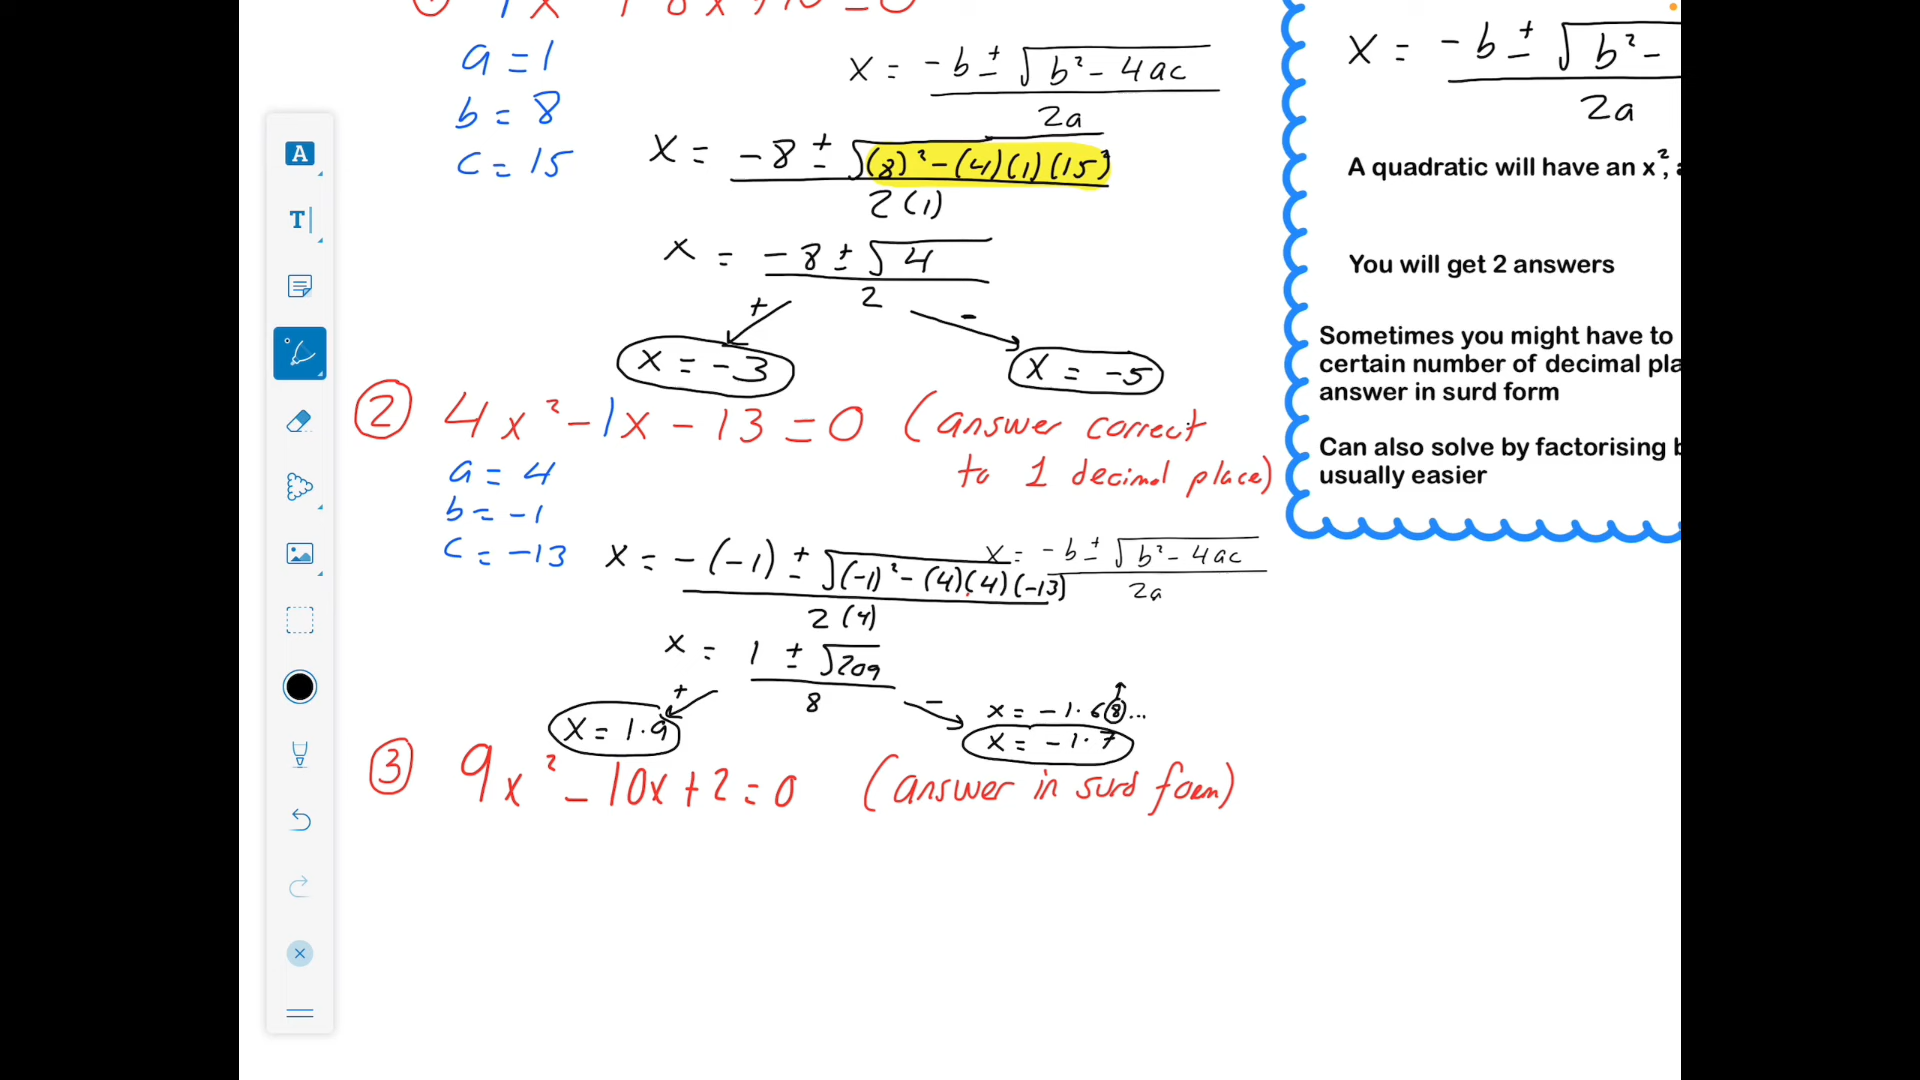 ① 1x² + 8x + 15 = 0
a = 1
b = 8
c = 15
x = -b ± √b² - 4ac
2a
x = -8 ± √(8)² - (4)(1)(15)
2(1)
x = -8 ± √4
2
+ -
x = -3
x = -5
② 4x² - 1x - 13 = 0 (answer correct
to 1 decimal place)
a = 4
b = -1
c = -13
x = -(-1) ± √(-1)² - (4)(4)(-13)
2(4)
x = -b ± √b² - 4ac
2a
x = 1 ± √209
8
+ -
x = 1.9
x = -1.68...
x = -1.7
③ 9x² - 10x + 2 = 0 (answer in surd form)
x = -b ± √b² -
2a
A quadratic will have an x²,
You will get 2 answers
Sometimes you might have to
certain number of decimal pla
answer in surd form
Can also solve by factorising b
usually easier
A
T